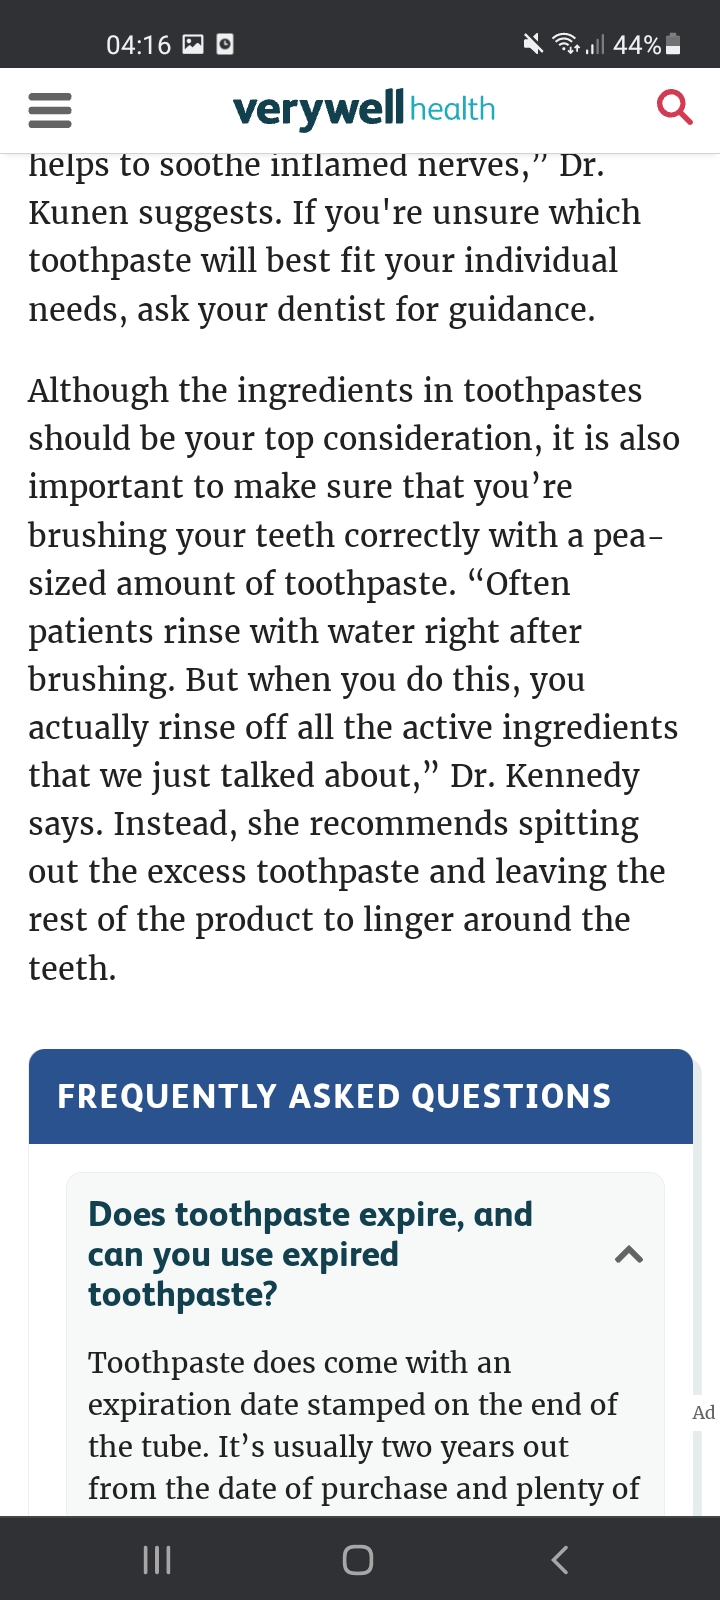 04:16
44%
verywell health
helps to soothe inflamed nerves,” Dr.
Kunen suggests. If you're unsure which
toothpaste will best fit your individual
needs, ask your dentist for guidance.
Although the ingredients in toothpastes
should be your top consideration, it is also
important to make sure that you’re
brushing your teeth correctly with a pea-
sized amount of toothpaste. “Often
patients rinse with water right after
brushing. But when you do this, you
actually rinse off all the active ingredients
that we just talked about,” Dr. Kennedy
says. Instead, she recommends spitting
out the excess toothpaste and leaving the
rest of the product to linger around the
teeth.
FREQUENTLY ASKED QUESTIONS
Does toothpaste expire, and
can you use expired
toothpaste?
Toothpaste does come with an
expiration date stamped on the end of
Ad
the tube. It’s usually two years out
from the date of purchase and plenty of